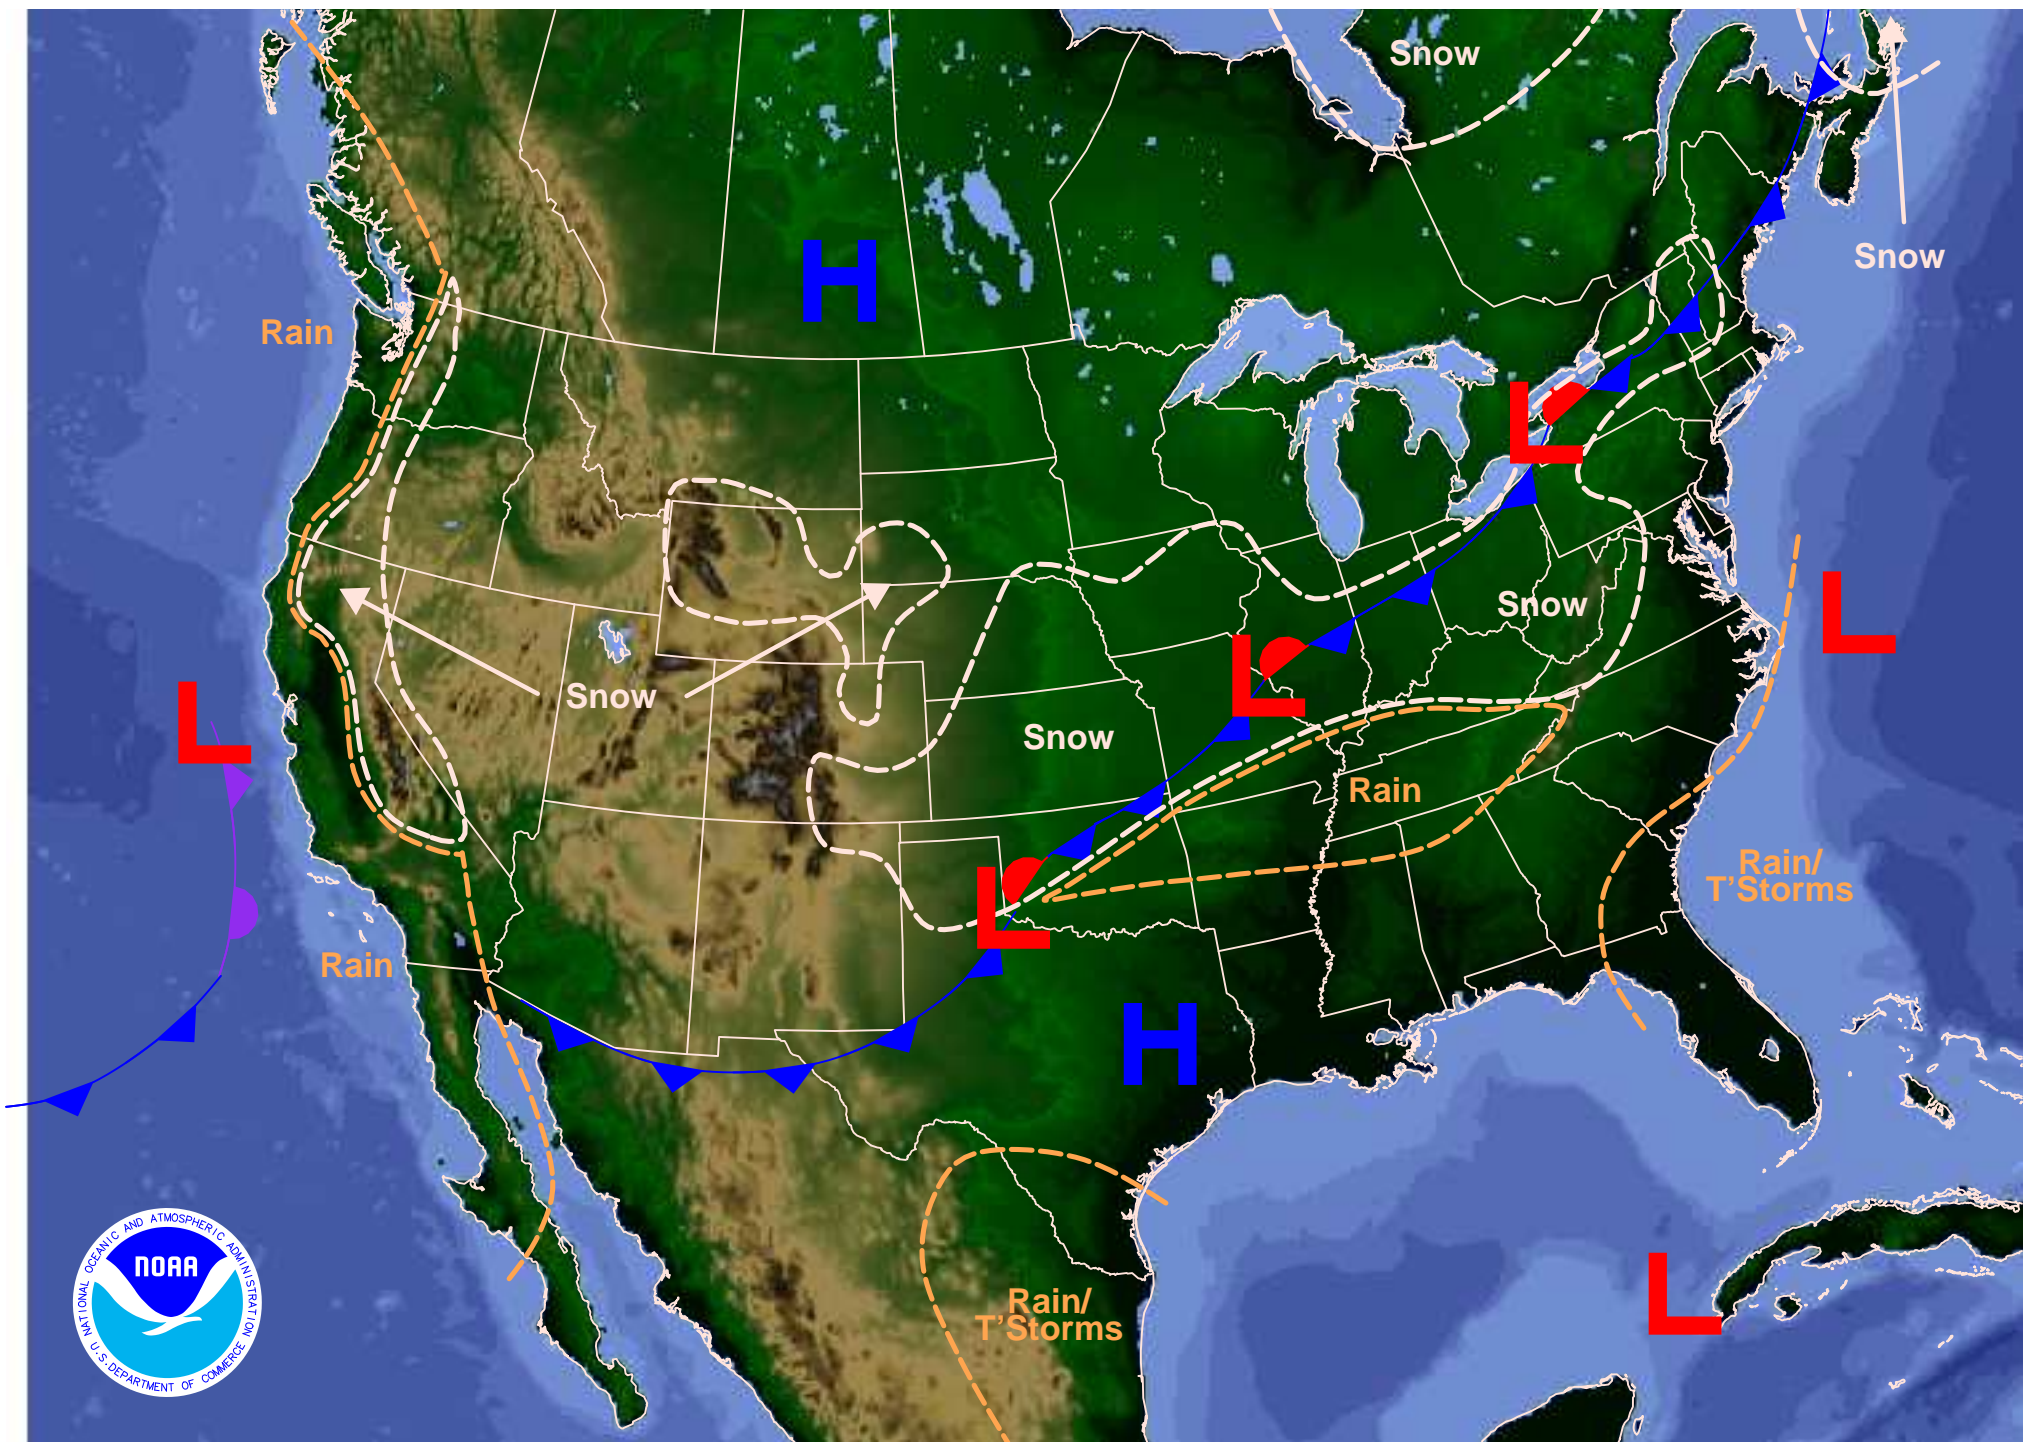 Snow
H
Snow
Rain
L
L
Snow
L
Snow
L
Snow
L
Rain
Rain/
T'Storms
L
Rain
H
NOAA
NATIONAL OCEANIC AND ATMOSPHERIC ADMINISTRATION
U.S. DEPARTMENT OF COMMERCE
Rain/
T'Storms
L